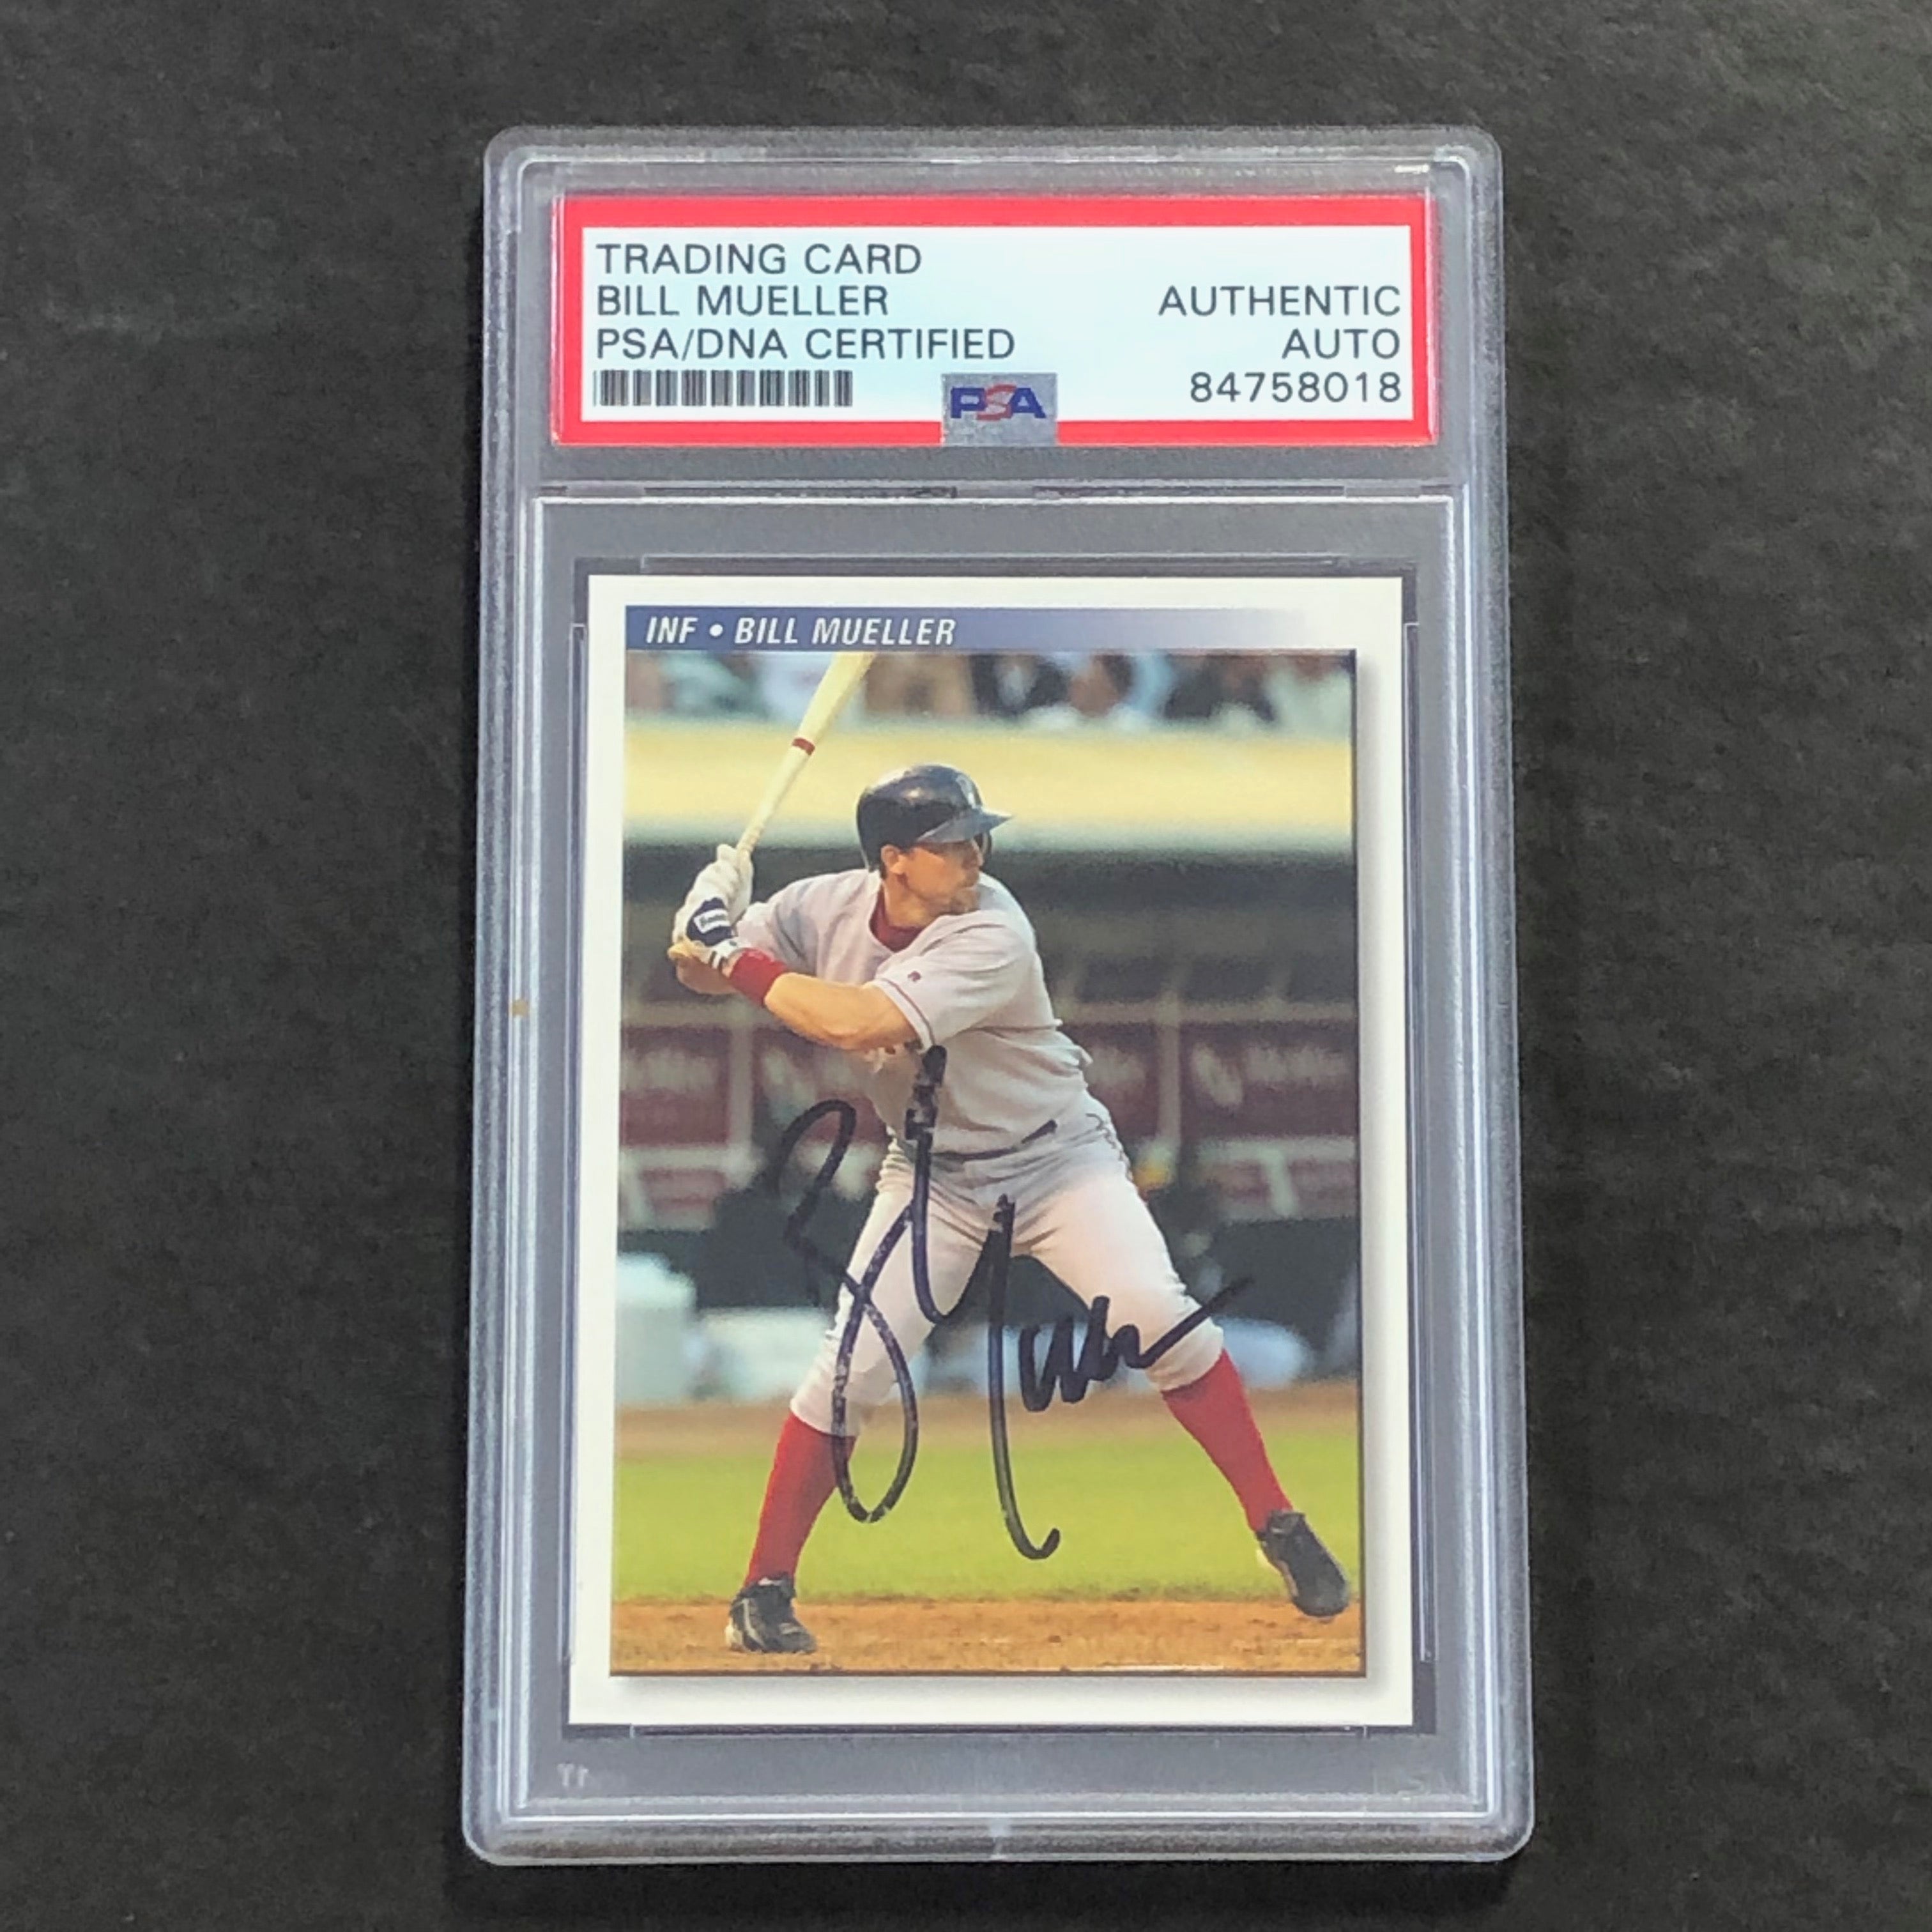 TRADING CARD
BILL MUELLER
PSA/DNA CERTIFIED
AUTHENTIC
AUTO
84758018
PSA
INF • BILL MUELLER